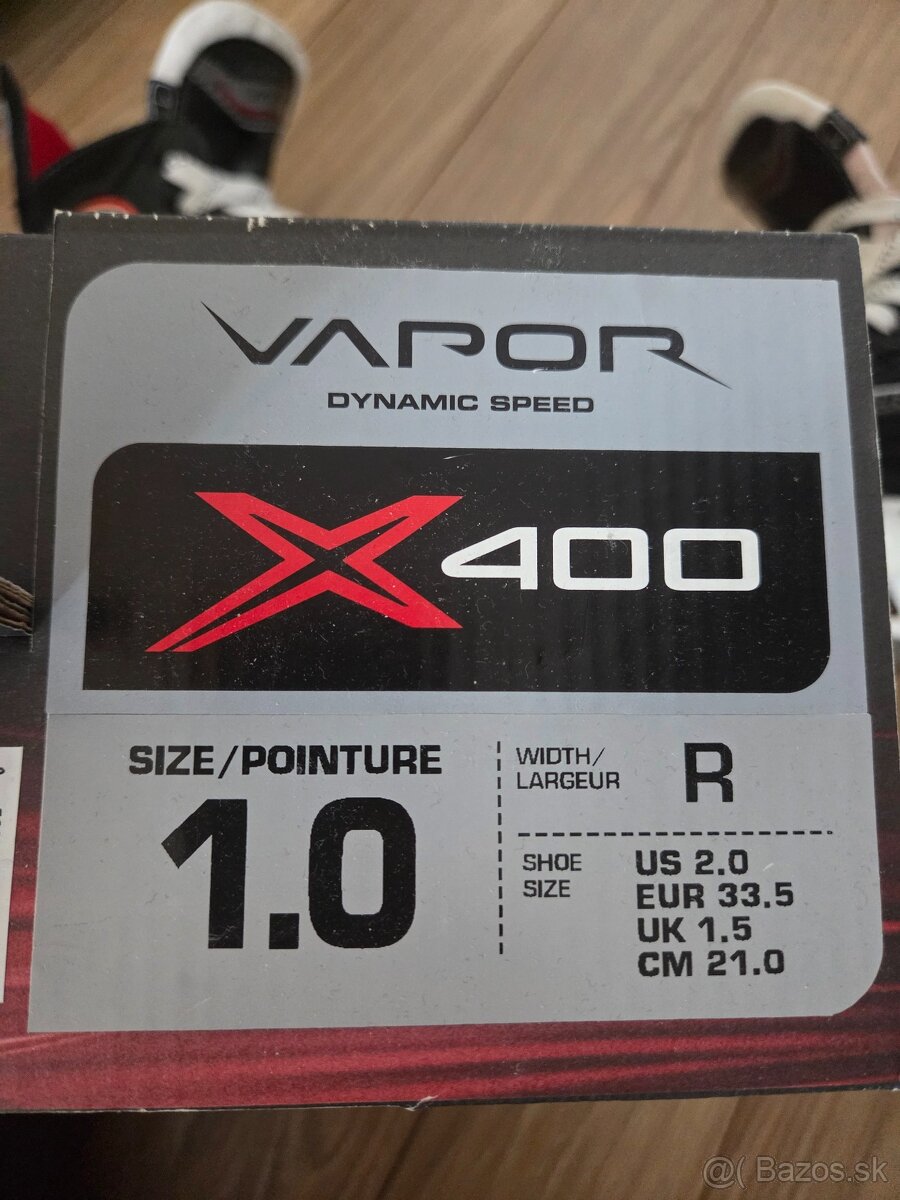 VAPOR
DYNAMIC SPEED
X400
SIZE/POINTURE
1.0
WIDTH/
LARGEUR
R
SHOE
SIZE
US 2.0
EUR 33.5
UK 1.5
CM 21.0
@( Bazos.sk